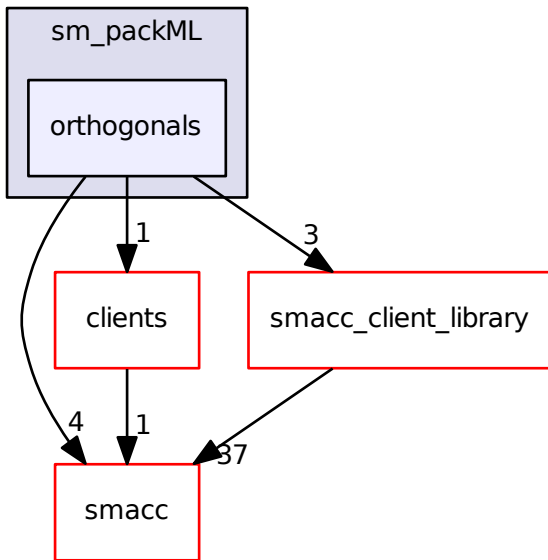 sm_packML
orthogonals
1
3
clients
smacc_client_library
4
1
37
smacc